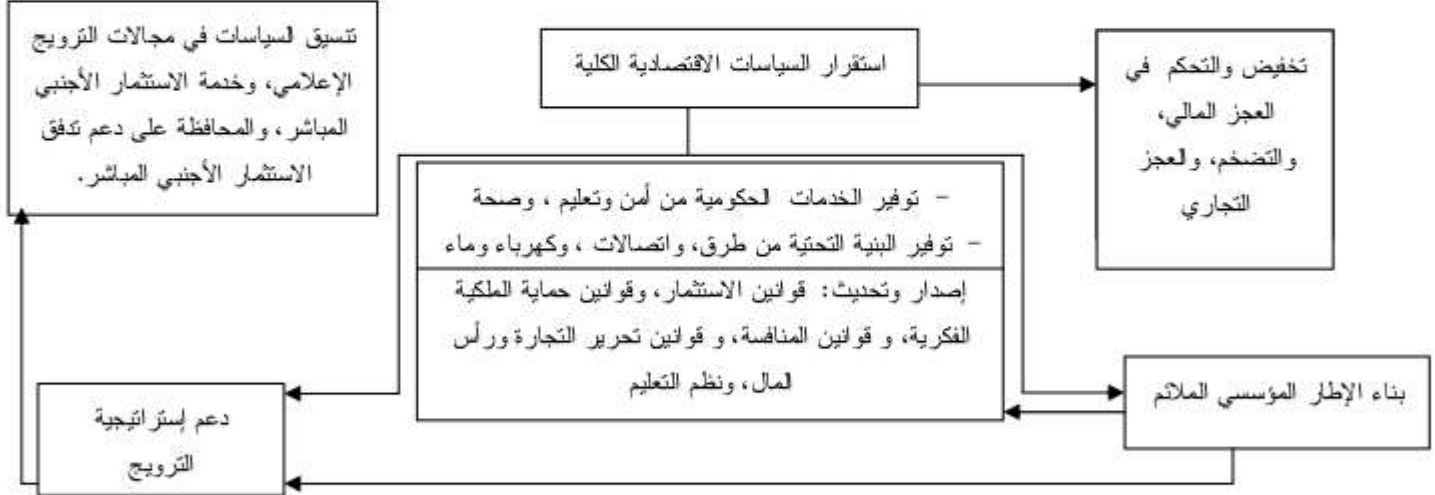 تنسيق السياسات في مجالات الترويج
الإعلامي، وخدمة الاستثمار الأجنبي
المباشر، والمحافظة على دعم تدفق
الاستثمار الأجنبي المباشر.
استقرار السياسات الاقتصادية الكلية
تخفيض والتحكم في
العجز المالي،
والتضخم، والعجز
التجاري
- توفير الخدمات الحكومية من أمن وتعليم ، وصحة
- توفير البنية التحتية من طرق، واتصالات ، وكهرباء وماء
إصدار وتحديث: قوانين الاستثمار، وقوانين حماية الملكية
الفكرية، و قوانين المنافسة، و قوانين تحرير التجارة ورأس
المال، ونظم التعليم
بناء الإطار المؤسسي الملائم
دعم إستراتيجية
الترويج